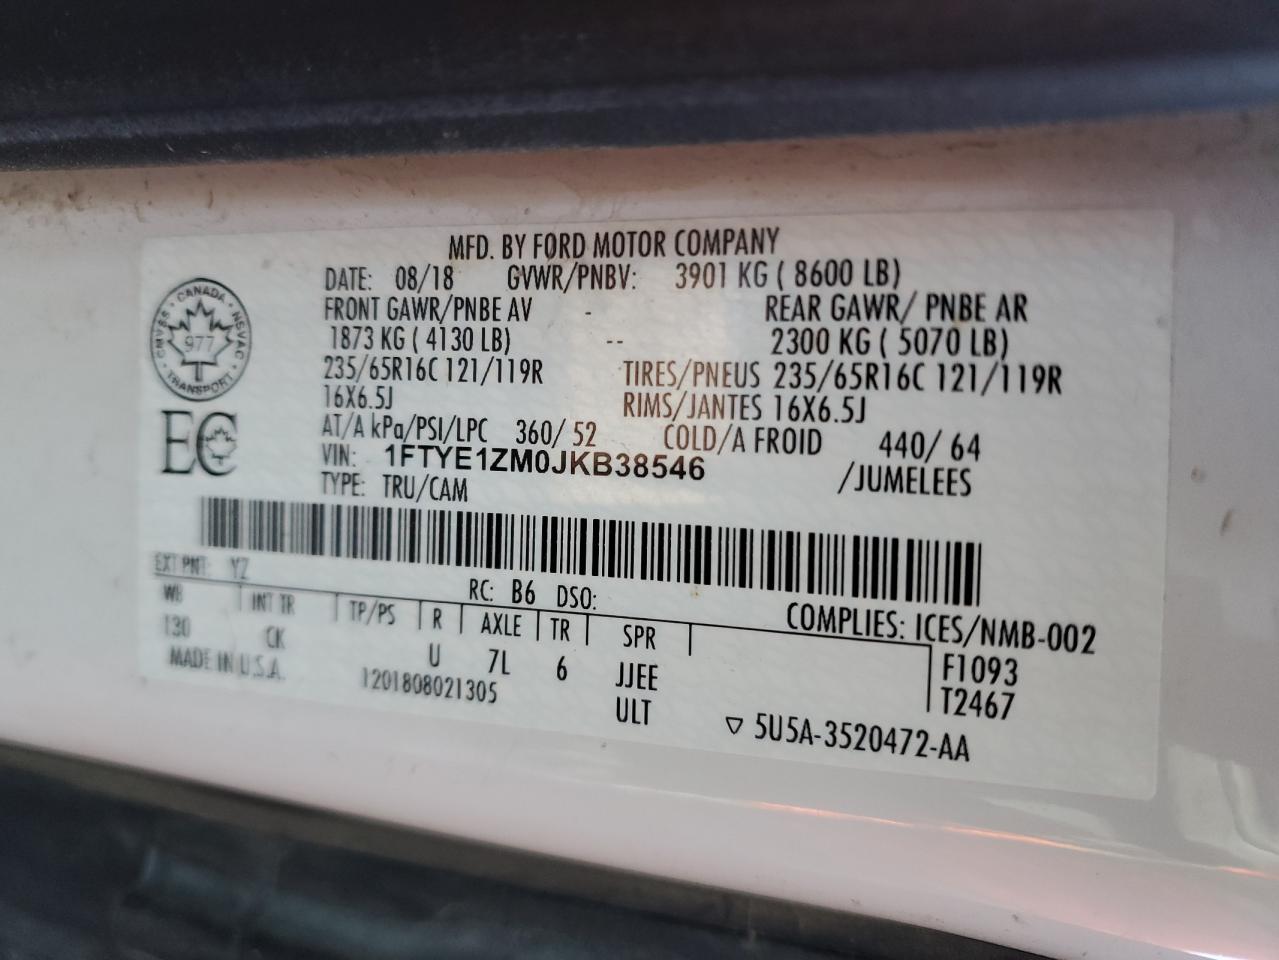 MFD. BY FORD MOTOR COMPANY
DATE: 08/18 GVWR/PNBV: 3901 KG ( 8600 LB)
FRONT GAWR/PNBE AV - REAR GAWR/ PNBE AR
1873 KG ( 4130 LB) -- 2300 KG ( 5070 LB)
235/65R16C 121/119R TIRES/PNEUS 235/65R16C 121/119R
16X6.5J RIMS/JANTES 16X6.5J
AT/A kPa/PSI/LPC 360/ 52 COLD/A FROID 440/ 64
VIN: 1FTYE1ZM0JKB38546 /JUMELEES
TYPE: TRU/CAM
CANADA
CMVSS • NSVAC
977
TRANSPORT
EC
EXT PNT: YZ RC: B6 DSO:
WB INT TR TP/PS R AXLE TR SPR COMPLIES: ICES/NMB-002
130 CK U 7L 6 JJEE F1093
MADE IN U.S.A. 1201808021305 ULT T2467
▽ 5U5A-3520472-AA